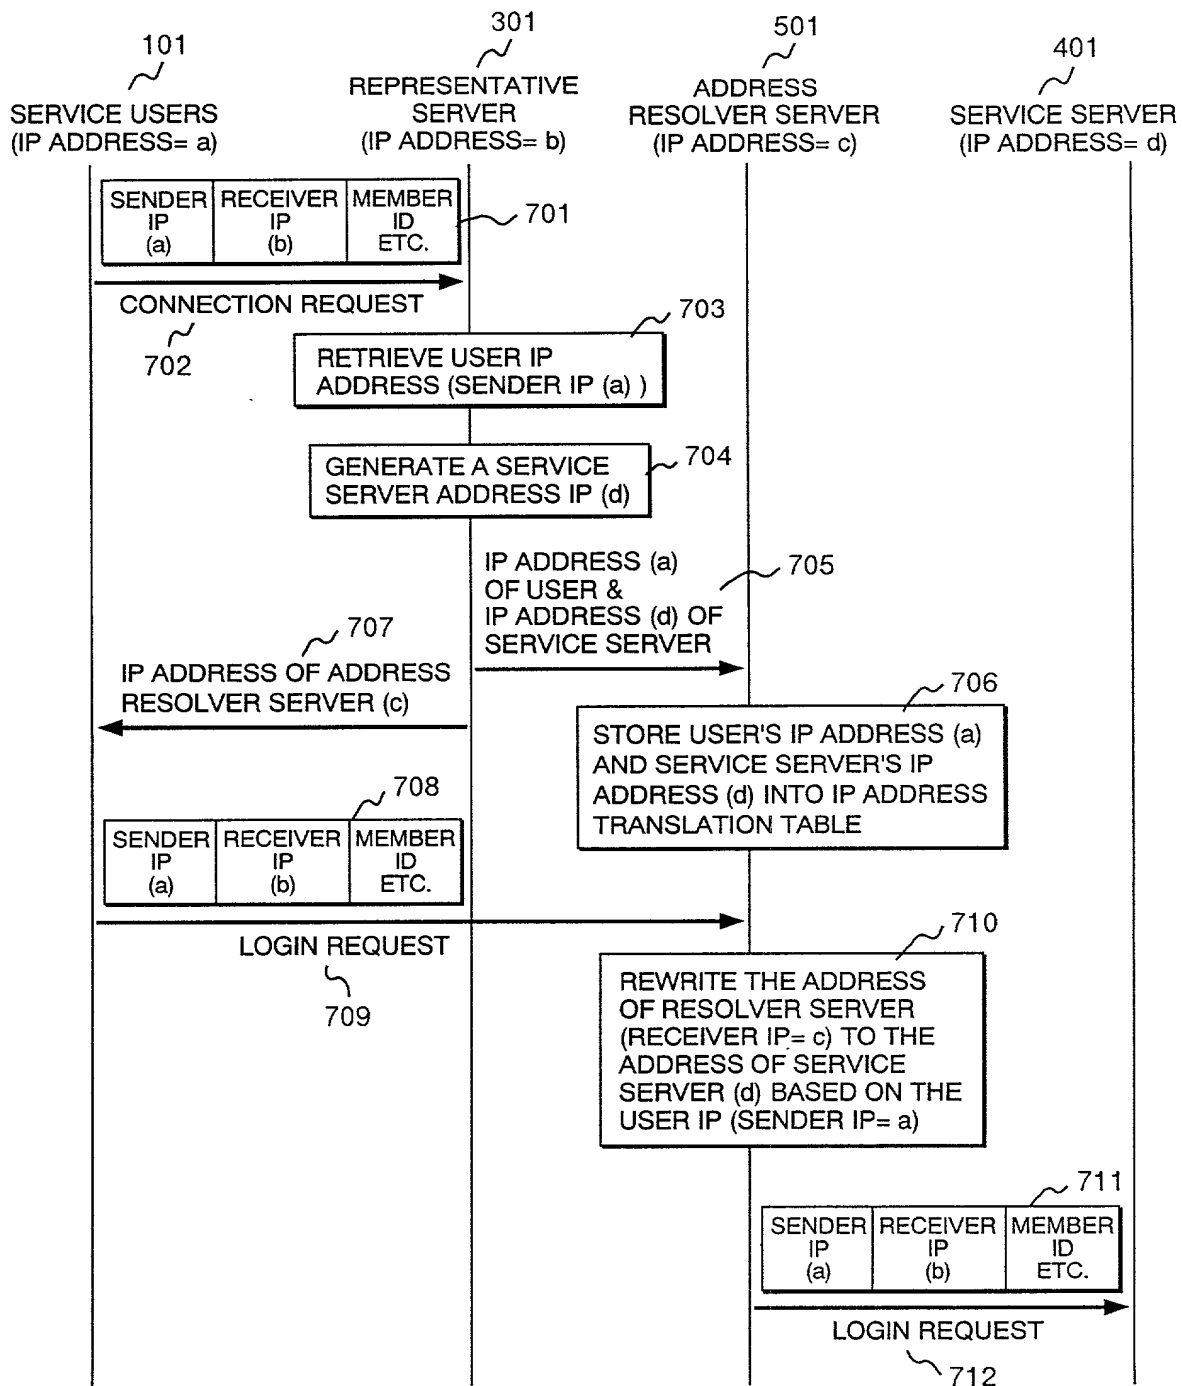 101
SERVICE USERS
(IP ADDRESS= a)
301
REPRESENTATIVE
SERVER
(IP ADDRESS= b)
501
ADDRESS
RESOLVER SERVER
(IP ADDRESS= c)
401
SERVICE SERVER
(IP ADDRESS= d)
SENDER
IP
(a)
RECEIVER
IP
(b)
MEMBER
ID
ETC.
701
CONNECTION REQUEST
702
703
RETRIEVE USER IP
ADDRESS (SENDER IP (a) )
704
GENERATE A SERVICE
SERVER ADDRESS IP (d)
IP ADDRESS (a)
OF USER &
IP ADDRESS (d) OF
SERVICE SERVER
705
707
IP ADDRESS OF ADDRESS
RESOLVER SERVER (c)
706
STORE USER'S IP ADDRESS (a)
AND SERVICE SERVER'S IP
ADDRESS (d) INTO IP ADDRESS
TRANSLATION TABLE
708
SENDER
IP
(a)
RECEIVER
IP
(b)
MEMBER
ID
ETC.
LOGIN REQUEST
709
710
REWRITE THE ADDRESS
OF RESOLVER SERVER
(RECEIVER IP= c) TO THE
ADDRESS OF SERVICE
SERVER (d) BASED ON THE
USER IP (SENDER IP= a)
711
SENDER
IP
(a)
RECEIVER
IP
(b)
MEMBER
ID
ETC.
LOGIN REQUEST
712